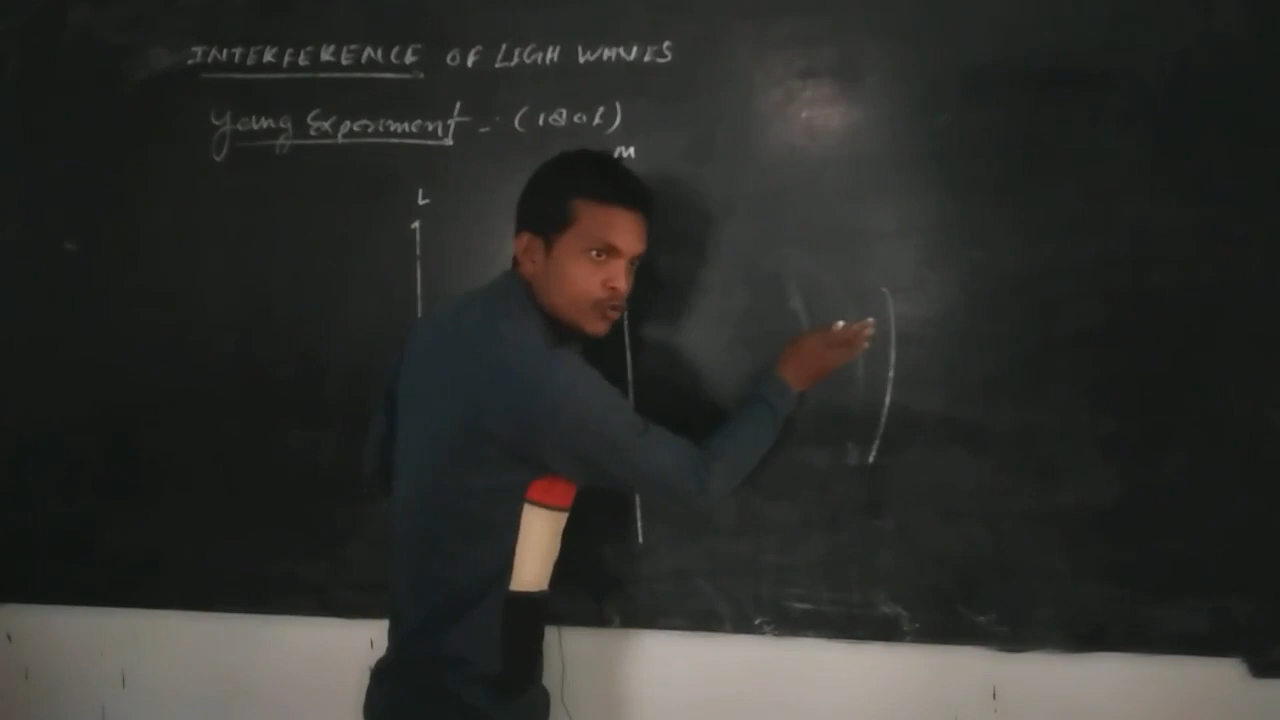 INTERFERENCE OF LIGH WAVES
Young Experiment - (1801)
m
L